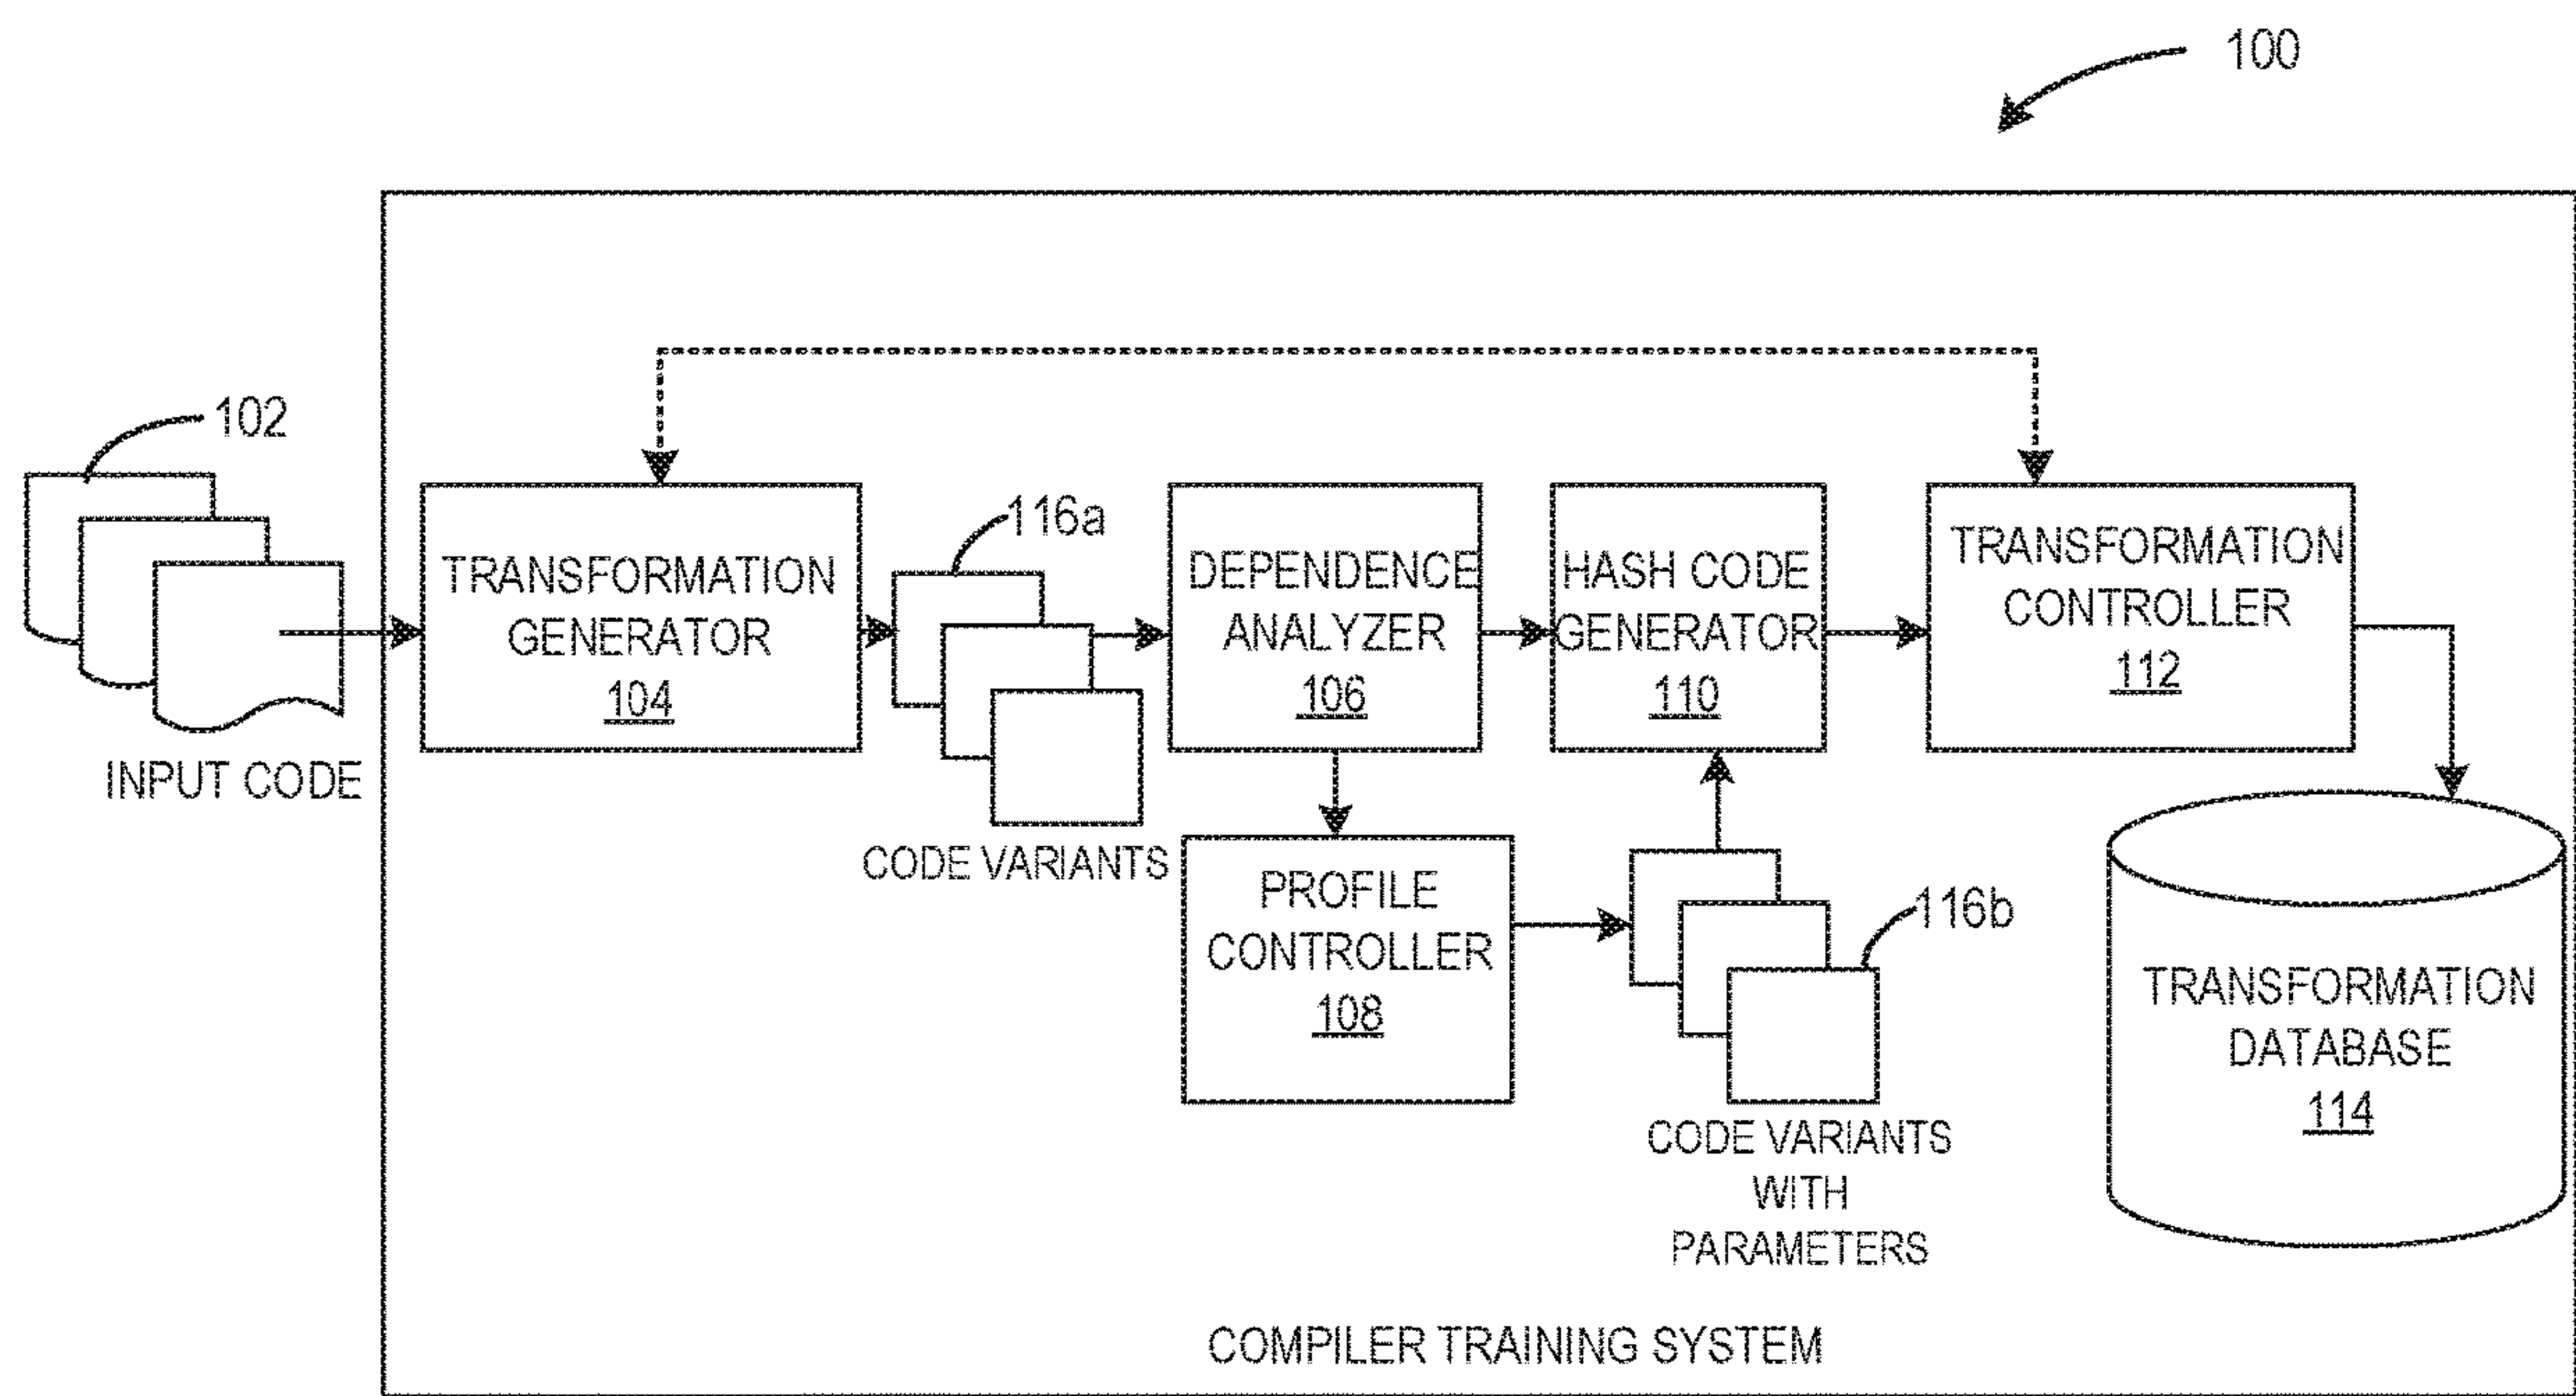 100
102
INPUT CODE
TRANSFORMATION
GENERATOR
104
116a
CODE VARIANTS
DEPENDENCE
ANALYZER
106
HASH CODE
GENERATOR
110
TRANSFORMATION
CONTROLLER
112
PROFILE
CONTROLLER
108
116b
CODE VARIANTS
WITH
PARAMETERS
TRANSFORMATION
DATABASE
114
COMPILER TRAINING SYSTEM